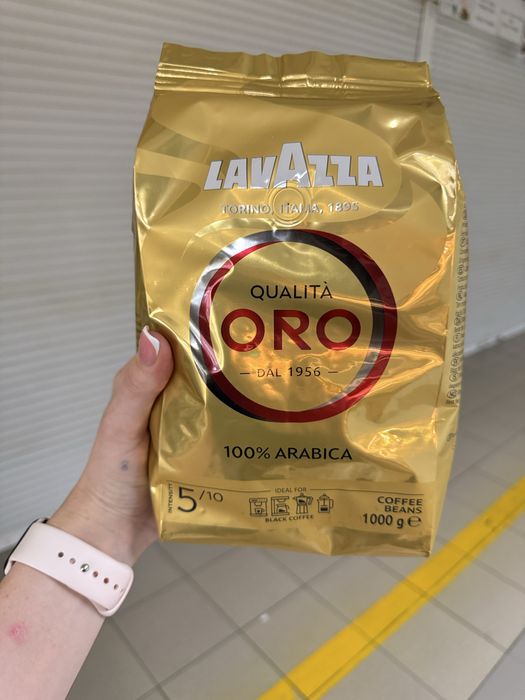 LAVAZZA
TORINO, ITALIA, 1895
QUALITÀ
ORO
DAL 1956
100% ARABICA
INTENSITY
5/10
IDEAL FOR
BLACK COFFEE
COFFEE
BEANS
1000 g ℮